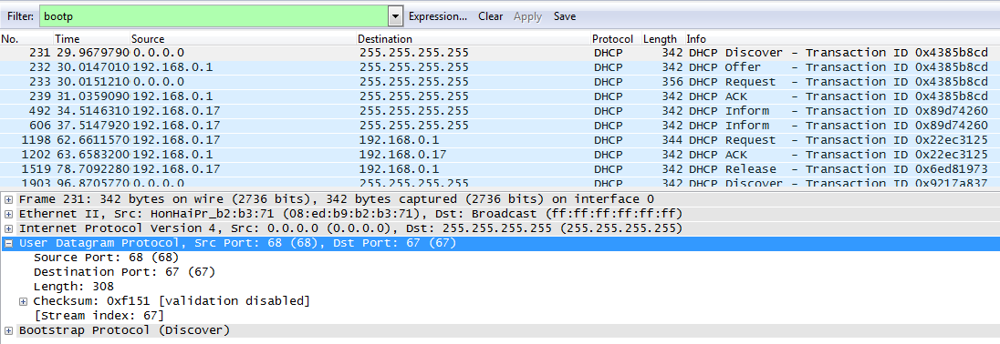 Filter: bootp Expression... Clear Apply Save
No. Time Source Destination Protocol Length Info
231 29.9679790 0.0.0.0 255.255.255.255 DHCP 342 DHCP Discover - Transaction ID 0x4385b8cd
232 30.0147010 192.168.0.1 255.255.255.255 DHCP 342 DHCP Offer - Transaction ID 0x4385b8cd
233 30.0151210 0.0.0.0 255.255.255.255 DHCP 356 DHCP Request - Transaction ID 0x4385b8cd
239 31.0359090 192.168.0.1 255.255.255.255 DHCP 342 DHCP ACK - Transaction ID 0x4385b8cd
492 34.5146310 192.168.0.17 255.255.255.255 DHCP 342 DHCP Inform - Transaction ID 0x89d74260
606 37.5147920 192.168.0.17 255.255.255.255 DHCP 342 DHCP Inform - Transaction ID 0x89d74260
1198 62.6611570 192.168.0.17 192.168.0.1 DHCP 344 DHCP Request - Transaction ID 0x22ec3125
1202 63.6583200 192.168.0.1 192.168.0.17 DHCP 342 DHCP ACK - Transaction ID 0x22ec3125
1519 78.7092280 192.168.0.17 192.168.0.1 DHCP 342 DHCP Release - Transaction ID 0x6ed81973
1903 96.8705770 0.0.0.0 255.255.255.255 DHCP 342 DHCP Discover - Transaction ID 0x9217a837
Frame 231: 342 bytes on wire (2736 bits), 342 bytes captured (2736 bits) on interface 0
Ethernet II, Src: HonHaiPr_b2:b3:71 (08:ed:b9:b2:b3:71), Dst: Broadcast (ff:ff:ff:ff:ff:ff)
Internet Protocol Version 4, Src: 0.0.0.0 (0.0.0.0), Dst: 255.255.255.255 (255.255.255.255)
User Datagram Protocol, Src Port: 68 (68), Dst Port: 67 (67)
Source Port: 68 (68)
Destination Port: 67 (67)
Length: 308
Checksum: 0xf151 [validation disabled]
[Stream index: 67]
Bootstrap Protocol (Discover)